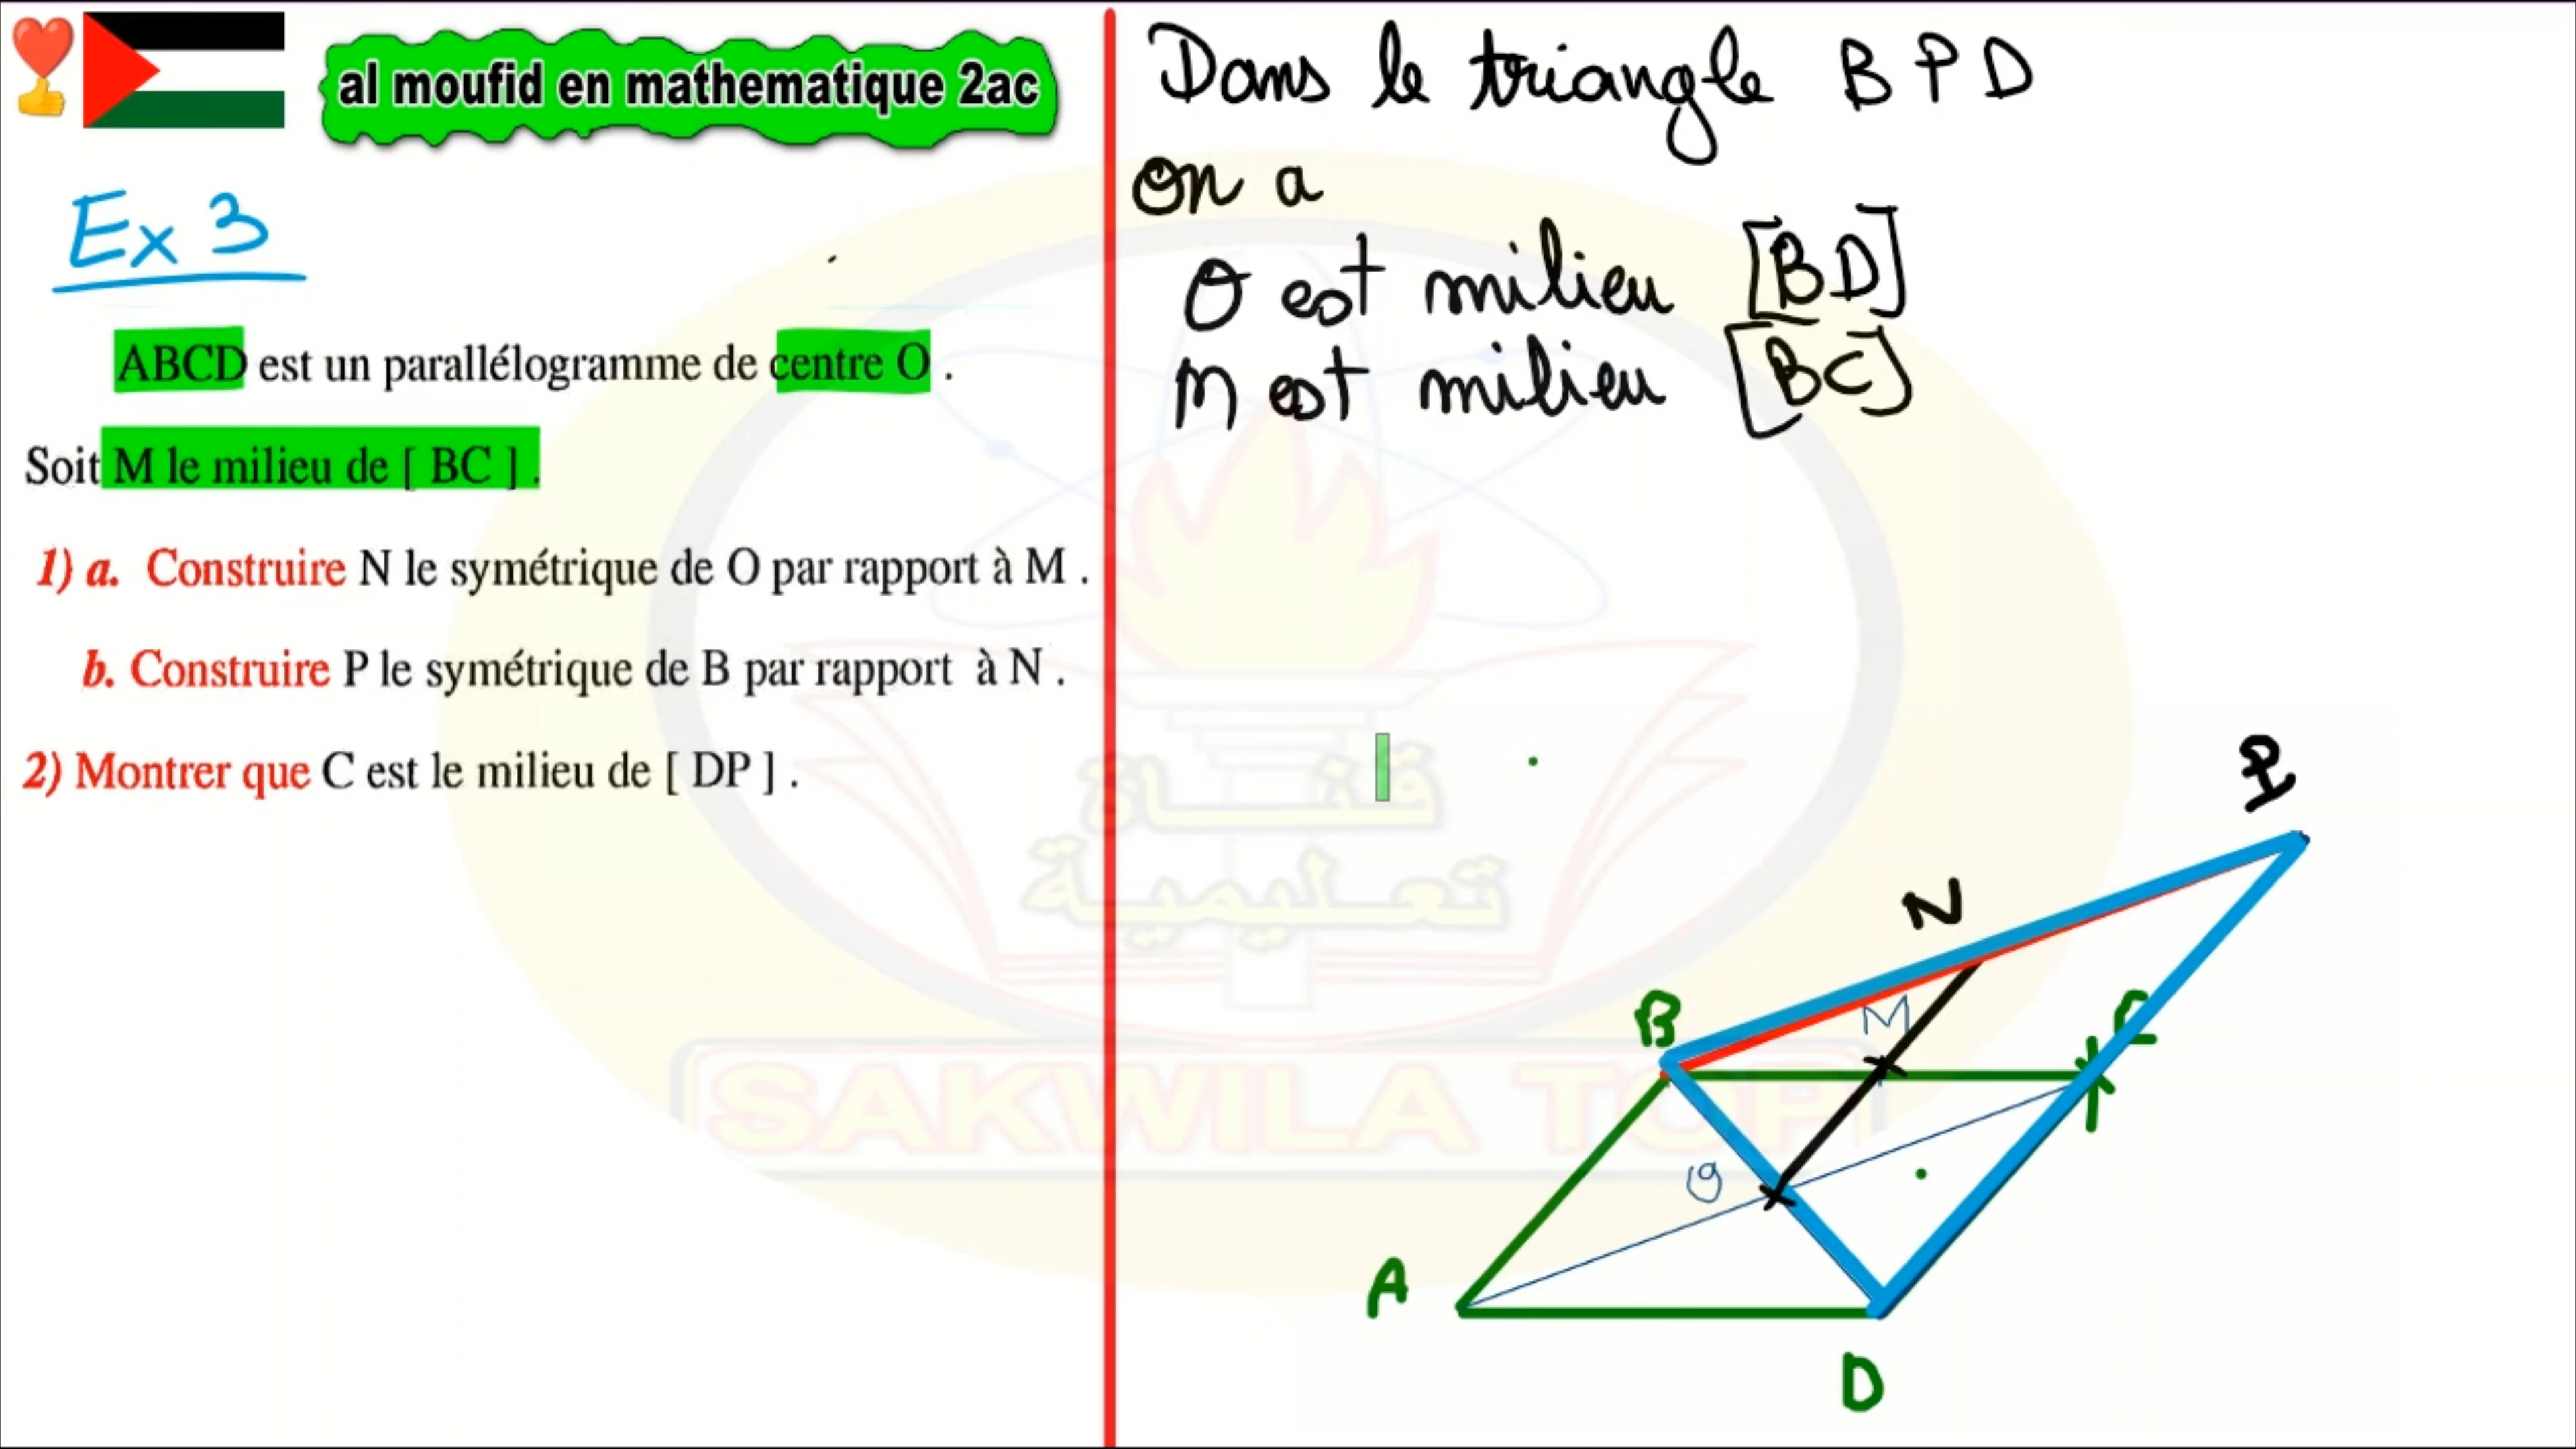 al moufid en mathematique 2ac
Ex 3
ABCD est un parallélogramme de centre O .
Soit M le milieu de [ BC ] .
1) a. Construire N le symétrique de O par rapport à M .
b. Construire P le symétrique de B par rapport à N .
2) Montrer que C est le milieu de [ DP ] .
Dans le triangle BPD
on a
O est milieu [BD]
M est milieu [BC]
قناة
تعليمية
SAKWILA TOP
P
N
B
M
C
O
A
D